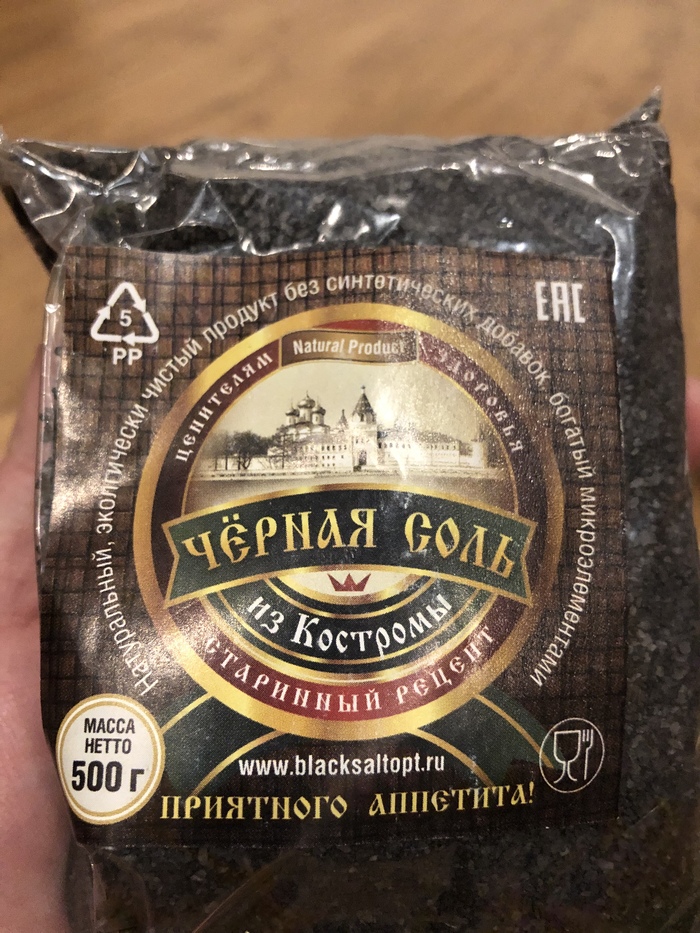 Натуральный, экологически чистый продукт без синтетических добавок, богатый микроэлементами
EAC
5
PP
ЦЕНИТЕЛЯМ
Natural Product
ЗДОРОВЬЯ
ЧЁРНАЯ СОЛЬ
из Костромы
СТАРИННЫЙ РЕЦЕПТ
МАССА
НЕТТО
500 г
www.blacksaltopt.ru
ПРИЯТНОГО АППЕТИТА!